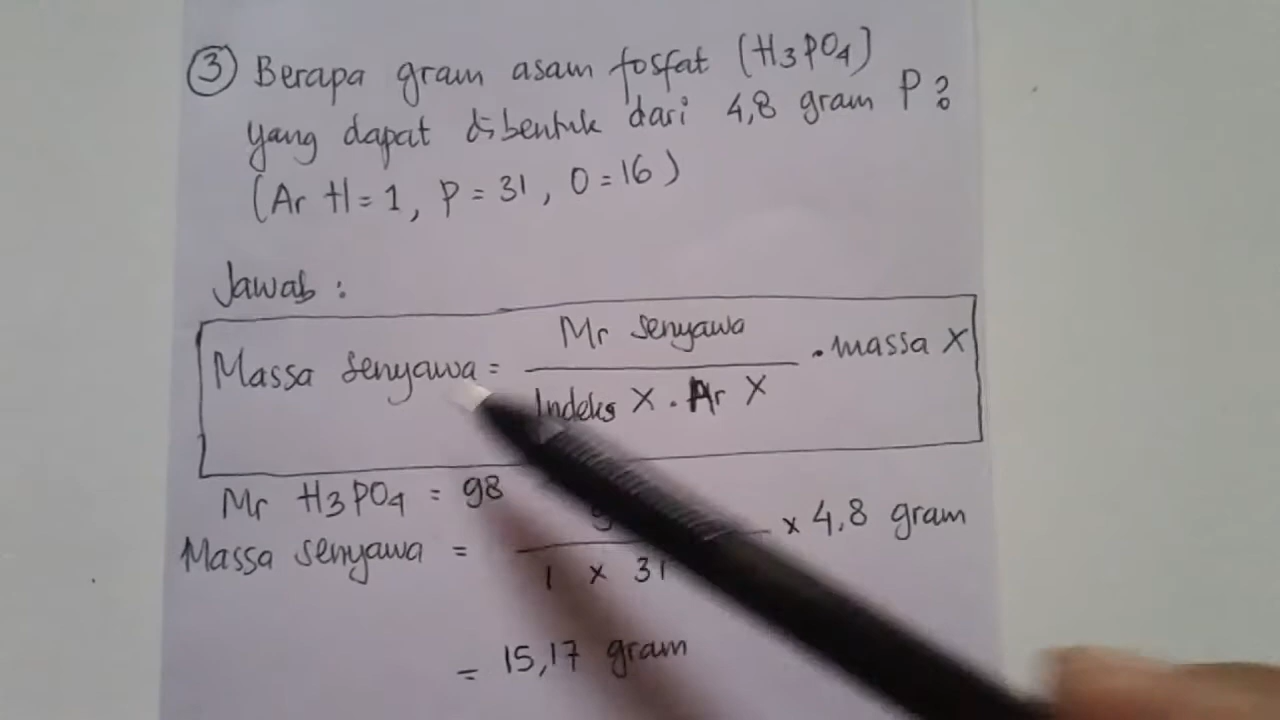 ③ Berapa gram asam fosfat (H3PO4)
yang dapat dibentuk dari 4,8 gram P?
(Ar H = 1, P = 31, O = 16)
Jawab :
Massa senyawa = Mr senyawa . massa X
Indeks X . Ar X
Mr H3PO4 = 98
Massa senyawa = x 4,8 gram
1 x 31
= 15,17 gram